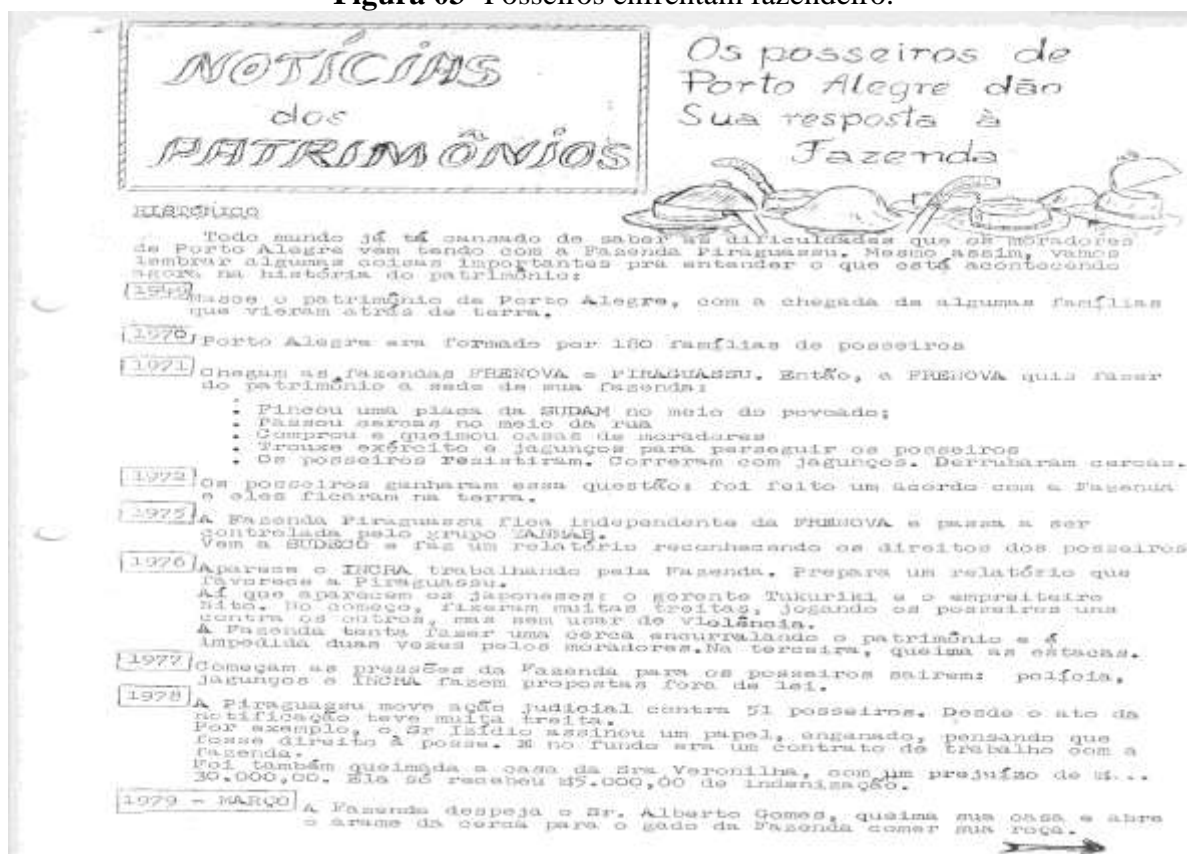 Figura 03- Posseiros enfrentam fazendeiro.
NOTÍCIAS
dos
PATRIMÔNIOS
Os posseiros de
Porto Alegre dão
Sua resposta à
Fazenda
HISTÓRICO
Todo mundo já tá cansado de saber as dificuldades que os moradores
de Porto Alegre vem tendo com a Fazenda Piraguassu. Mesmo assim, vamos
lembrar algumas coisas importantes pra entender o que está acontecendo
agora na história do patrimônio:
1949 Nasce o patrimônio de Porto Alegre, com a chegada de algumas famílias
que vieram atrás de terra.
1970 Porto Alegre era formado por 180 famílias de posseiros
1971 Chegam as fazendas FRENOVA e PIRAGUASSU. Então, a FRENOVA quis fazer
do patrimônio a sede de sua fazenda:
. Fincou uma placa da SUDAM no meio do povoado;
. Passou cercas no meio da rua
. Comprou e queimou casas de moradores
. Trouxe exército e jagunços para perseguir os posseiros
. Os posseiros resistiram. Correram com jagunços. Derrubaram cercas.
1972 Os posseiros ganharam essa questão: foi feito um acordo com a Fazenda
e eles ficaram na terra.
1975 A Fazenda Piraguassu fica independente da FRENOVA e passa a ser
controlada pelo grupo YANMAR.
Vem a SUDECO e faz um relatório reconhecendo os direitos dos posseiros
1976 Aparece o INCRA trabalhando pela Fazenda. Prepara um relatório que
favorece a Piraguassu.
Aí que aparecem os japoneses: o gerente Tukuriki e o empreiteiro
Nito. No começo, fizeram muitas treitas, jogando os posseiros uns
contra os outros, mas sem usar de violência.
A Fazenda tenta fazer uma cerca encurralando o patrimônio e é
impedida duas vezes pelos moradores. Na terceira, queima as estacas.
1977 Começam as pressões da Fazenda para os posseiros sairem: polícia,
jagunços e INCRA fazem propostas fora de lei.
1978 A Piraguassu move ação judicial contra 51 posseiros. Desde o ato da
notificação teve muita treita.
Por exemplo, o Sr Isídio assinou um papel, enganado, pensando que
fosse direito à posse. E no fundo era um contrato de trabalho com a
fazenda.
Foi também queimada a casa da Sra Veronilha, com um prejuízo de $...
30.000,00. Ela só recebeu $5.000,00 de indenização.
1979 - MARÇO A Fazenda despeja o Sr. Alberto Gomes, queima sua casa e abre
o arame da cerca para o gado da Fazenda comer sua roça.